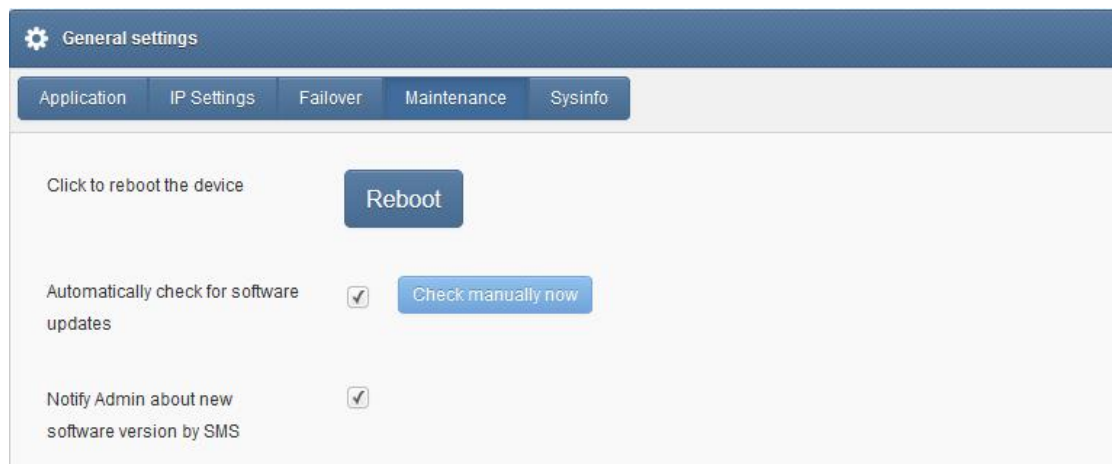 General settings
Application IP Settings Failover Maintenance Sysinfo
Click to reboot the device Reboot
Automatically check for software Check manually now
updates
Notify Admin about new
software version by SMS